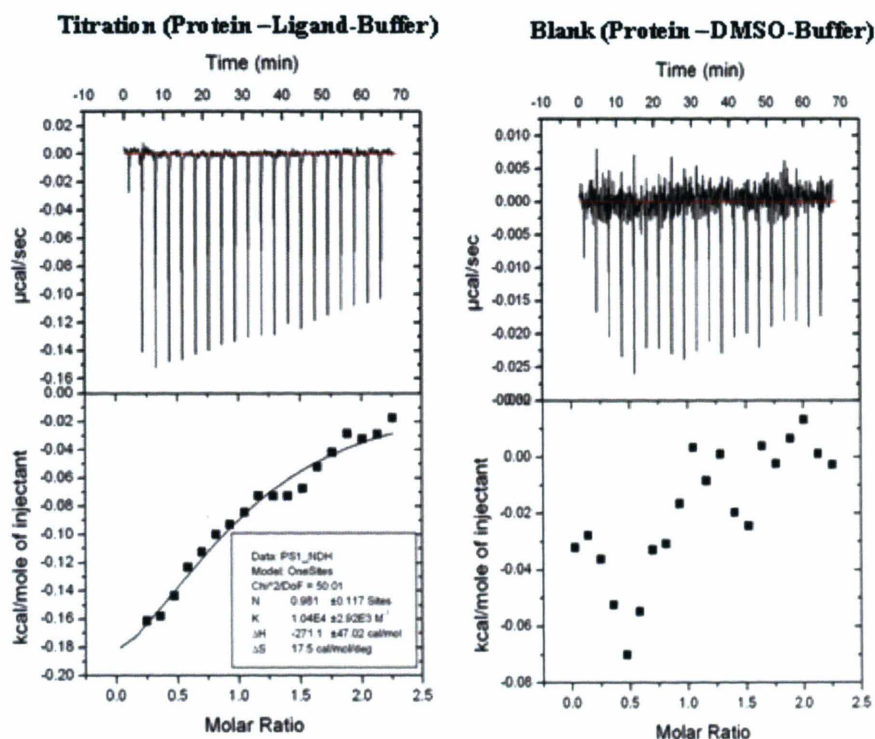 Titration (Protein –Ligand-Buffer)
Time (min)
-10 0 10 20 30 40 50 60 70 80
0.02
0.00
-0.02
-0.04
-0.06
-0.08
-0.10
-0.12
-0.14
-0.16
µcal/sec
0.00
-0.02
-0.04
-0.06
-0.08
-0.10
-0.12
-0.14
-0.16
-0.18
-0.20
kcal/mole of injectant
Data: PS1_NDH
Model: OneSites
Chi^2/DoF = 50.01
N 0.981 ±0.117 Sites
K 1.04E4 ±2.92E3 M
ΔH -271.1 ±47.02 cal/mol
ΔS 17.5 cal/mol/deg
0.0 0.5 1.0 1.5 2.0 2.5
Molar Ratio
Blank (Protein –DMSO-Buffer)
Time (min)
-10 0 10 20 30 40 50 60 70 80
0.010
0.005
0.000
-0.005
-0.010
-0.015
-0.020
-0.025
µcal/sec
0.00
-0.02
-0.04
-0.06
-0.08
kcal/mole of injectant
0.0 0.5 1.0 1.5 2.0 2.5
Molar Ratio